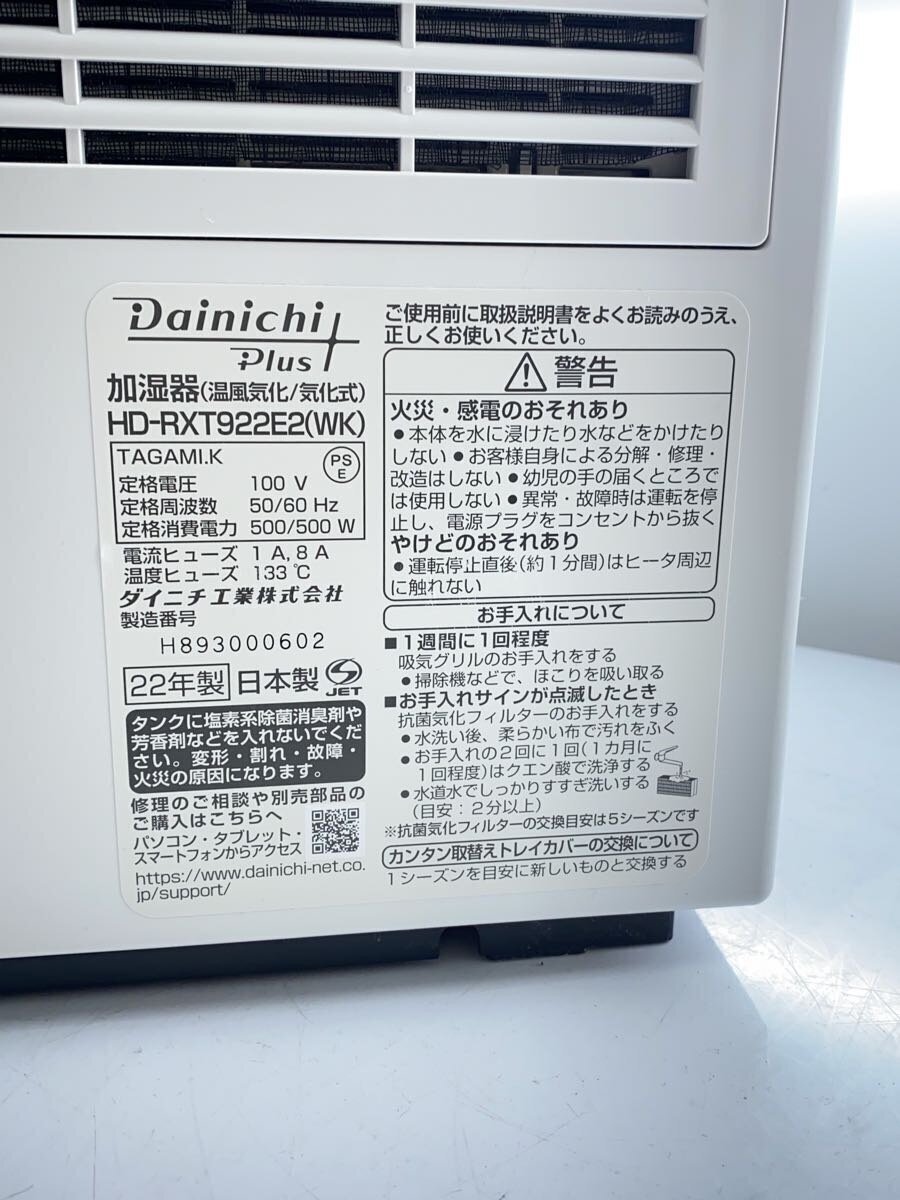 Dainichi
Plus
加湿器(温風気化/気化式)
HD-RXT922E2(WK)
TAGAMI.K
PS
E
定格電圧 100 V
定格周波数 50/60 Hz
定格消費電力 500/500 W
電流ヒューズ 1 A, 8 A
温度ヒューズ 133℃
ダイニチ工業株式会社
製造番号
H893000602
22年製 日本製
JET
タンクに塩素系除菌消臭剤や
芳香剤などを入れないでくだ
さい。変形・割れ・故障・
火災の原因になります。
修理のご相談や別売部品の
ご購入はこちらへ
パソコン・タブレット・
スマートフォンからアクセス
https://www.dainichi-net.co.
jp/support/
ご使用前に取扱説明書をよくお読みのうえ、
正しくお使いください。
警告
火災・感電のおそれあり
●本体を水に浸けたり水などをかけたり
しない ●お客様自身による分解・修理・
改造はしない ●幼児の手の届くところで
は使用しない ●異常・故障時は運転を停
止し、電源プラグをコンセントから抜く
やけどのおそれあり
●運転停止直後(約1分間)はヒータ周辺
に触れない
お手入れについて
■1週間に1回程度
吸気グリルのお手入れをする
●掃除機などで、ほこりを吸い取る
■お手入れサインが点滅したとき
抗菌気化フィルターのお手入れをする
●水洗い後、柔らかい布で汚れをふく
●お手入れの2回に1回(1カ月に
1回程度)はクエン酸で洗浄する
●水道水でしっかりすすぎ洗いする
(目安:2分以上)
※抗菌気化フィルターの交換目安は5シーズンです
カンタン取替えトレイカバーの交換について
1シーズンを目安に新しいものと交換する